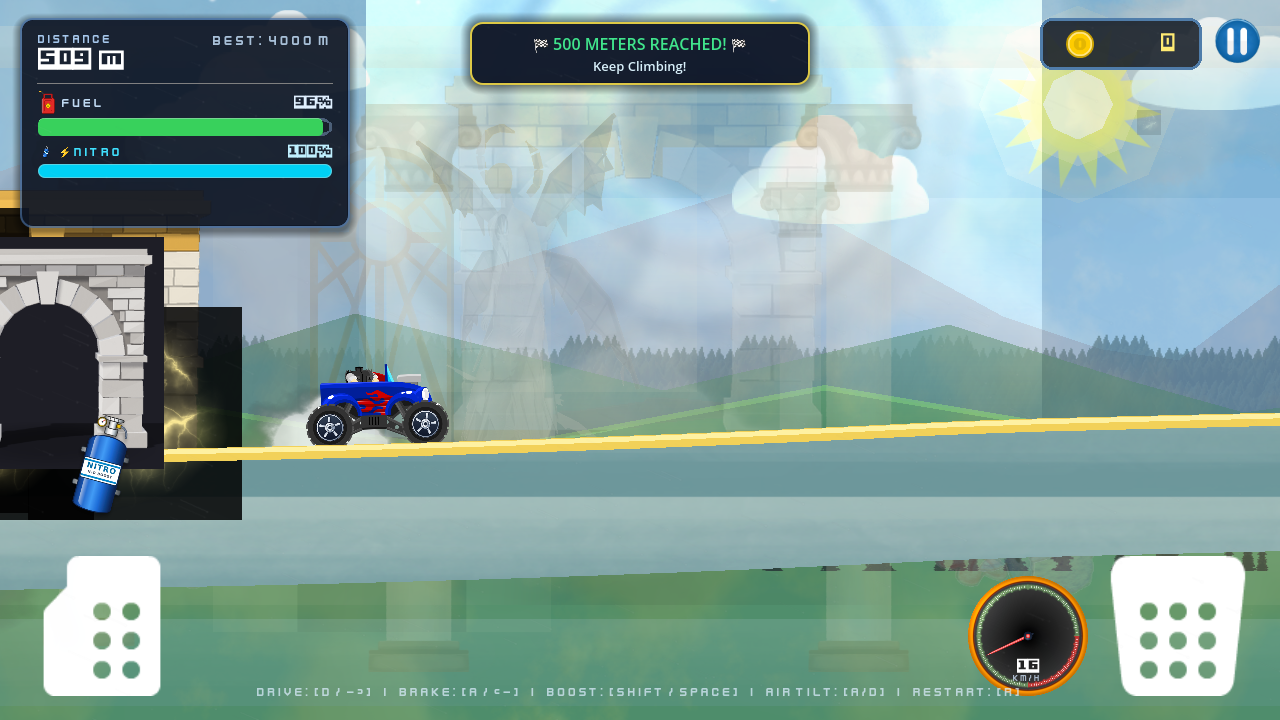 DISTANCE
509 m
BEST: 4000 M
FUEL
96%
⚡NITRO
100%
🏁 500 METERS REACHED! 🏁
Keep Climbing!
0
NITRO
16
KM/H
DRIVE: [D / ->] | BRAKE: [A / <-] | BOOST: [SHIFT / SPACE] | AIR TILT: [A/D] | RESTART: [R]